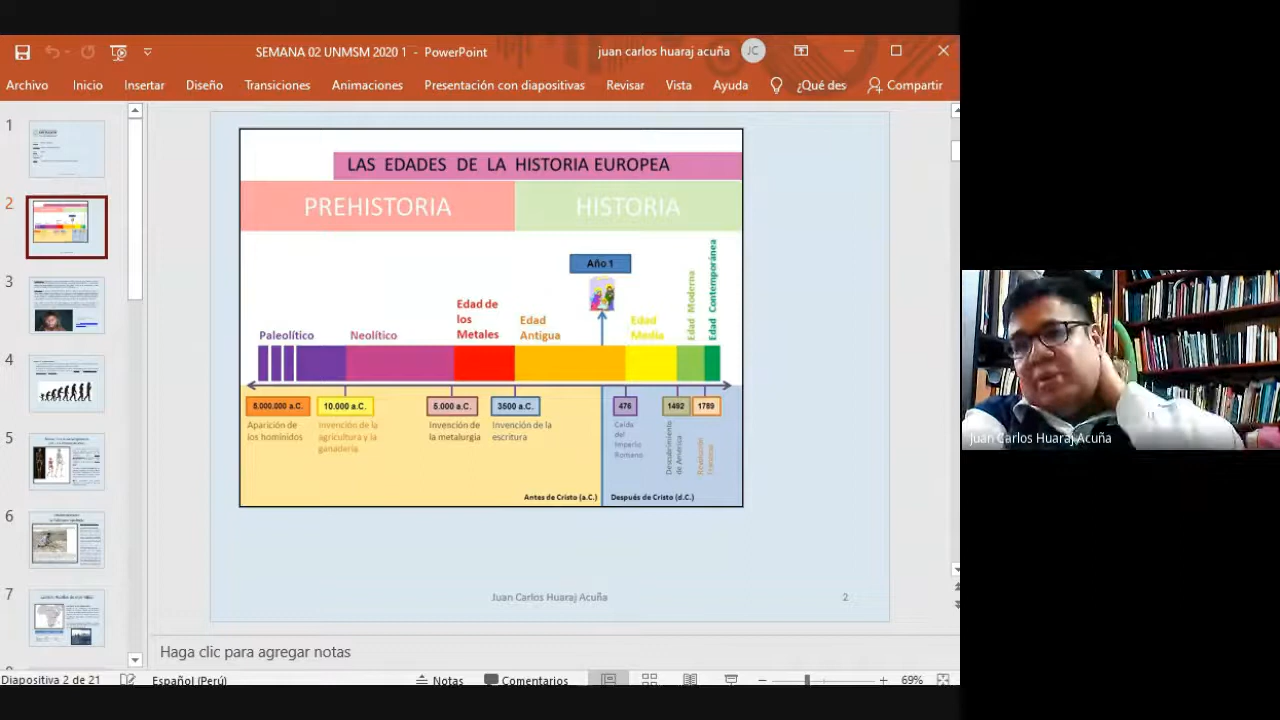 SEMANA 02 UNMSM 2020 1 - PowerPoint
juan carlos huaraj acuña
JC
Archivo
Inicio
Insertar
Diseño
Transiciones
Animaciones
Presentación con diapositivas
Revisar
Vista
Ayuda
¿Qué des
Compartir
1
2
3
4
5
6
7
LAS EDADES DE LA HISTORIA EUROPEA
PREHISTORIA
HISTORIA
Año 1
Paleolítico
Neolítico
Edad de
los
Metales
Edad
Antigua
Edad
Media
Edad Moderna
Edad Contemporánea
10.000 a.C.
5.000 a.C.
3500 a.C.
476
1492
1789
Aparición de
los homínidos
Invención de la
agricultura y la
ganadería
Invención de
la metalurgia
Invención de la
escritura
Caída
del
Imperio
Romano
Descubrimiento
de América
Revolución
Francesa
Antes de Cristo (a.C.)
Después de Cristo (d.C.)
Juan Carlos Huaraj Acuña
2
Haga clic para agregar notas
Diapositiva 2 de 21
Español (Perú)
Notas
Comentarios
69%
Juan Carlos Huaraj Acuña